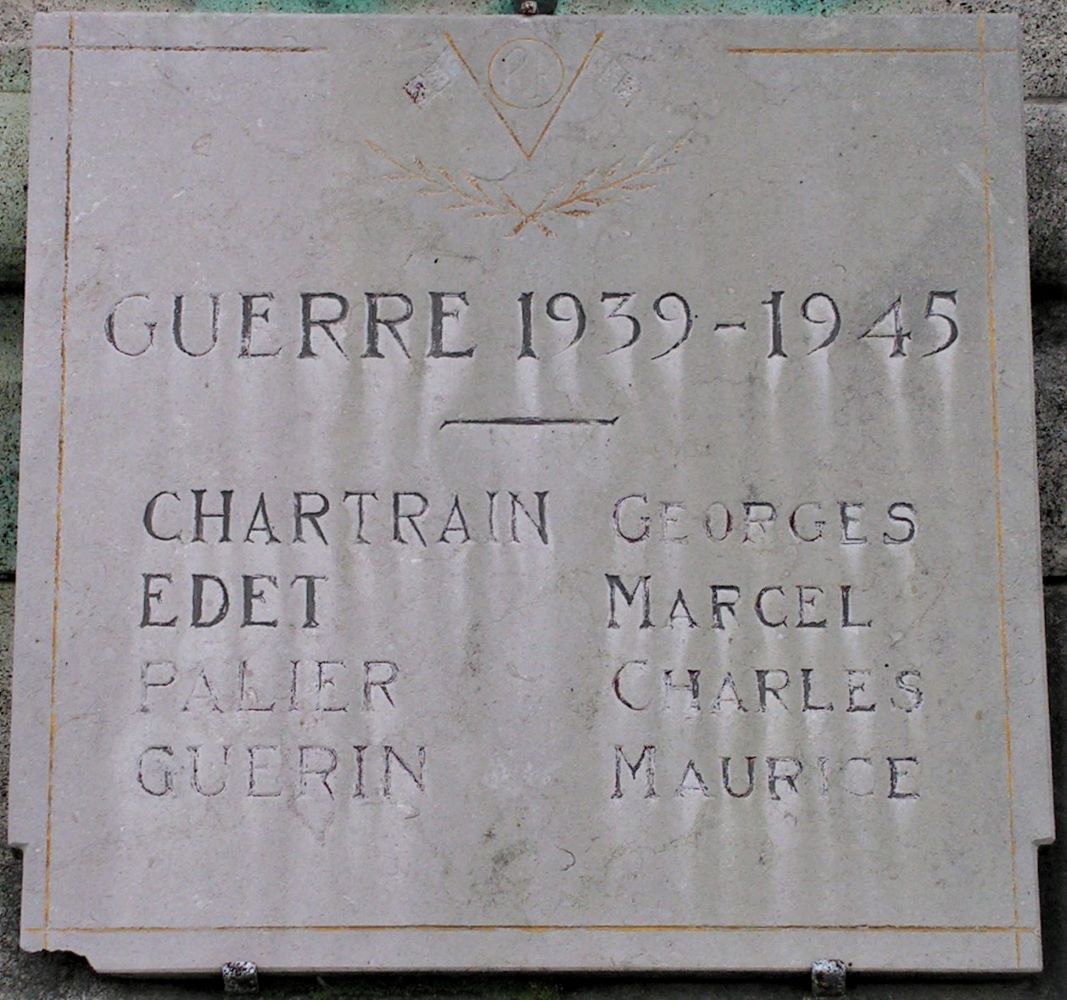 GUERRE 1939-1945
CHARTRAIN GEORGES
EDET MARCEL
PALIER CHARLES
GUERIN MAURICE